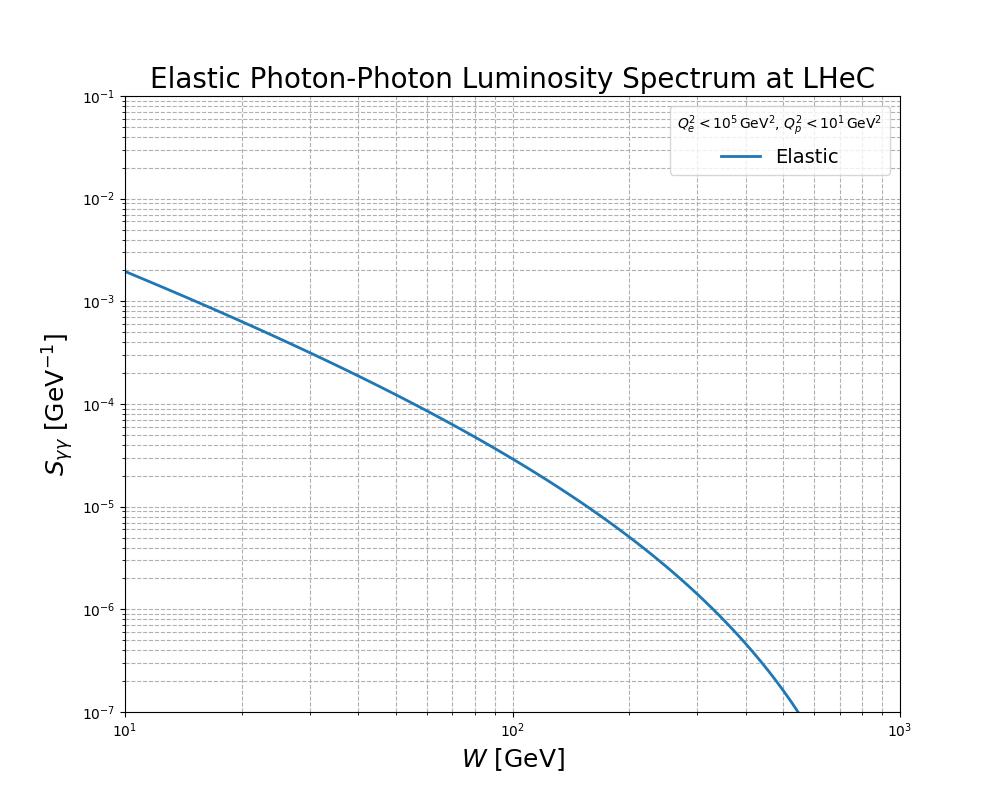 Elastic Photon-Photon Luminosity Spectrum at LHeC
10⁻¹
Q²ₑ < 10⁵ GeV², Q²ₚ < 10¹ GeV²
Elastic
10⁻²
10⁻³
10⁻⁴
10⁻⁵
10⁻⁶
10⁻⁷
S_γγ [GeV⁻¹]
10¹ 10² 10³
W [GeV]